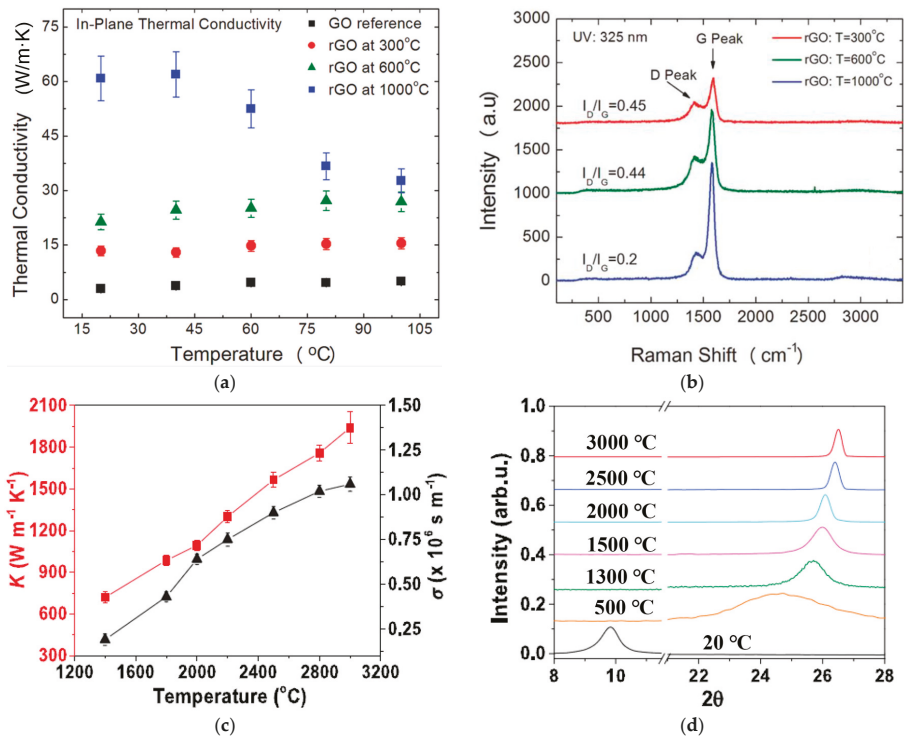 In-Plane Thermal Conductivity
GO reference
rGO at 300°C
rGO at 600°C
rGO at 1000°C
Thermal Conductivity (W/m·K)
75
60
45
30
15
0
15 30 45 60 75 90 105
Temperature ( °C)
(a)
UV: 325 nm
G Peak
D Peak
rGO: T=300°C
rGO: T=600°C
rGO: T=1000°C
I_D/I_G=0.45
I_D/I_G=0.44
I_D/I_G=0.2
Intensity ( a.u)
3000
2500
2000
1500
1000
500
0
500 1000 1500 2000 2500 3000
Raman Shift ( cm⁻¹)
(b)
K (W m⁻¹ K⁻¹)
2100
1800
1500
1200
900
600
300
1.50
1.25
1.00
0.75
0.50
0.25
σ (x 10⁶ s m⁻¹)
1200 1600 2000 2400 2800 3200
Temperature (°C)
(c)
Intensity (arb.u.)
1.0
0.8
0.6
0.4
0.2
0.0
3000 °C
2500 °C
2000 °C
1500 °C
1300 °C
500 °C
20 °C
8 10 22 24 26 28
2θ
(d)